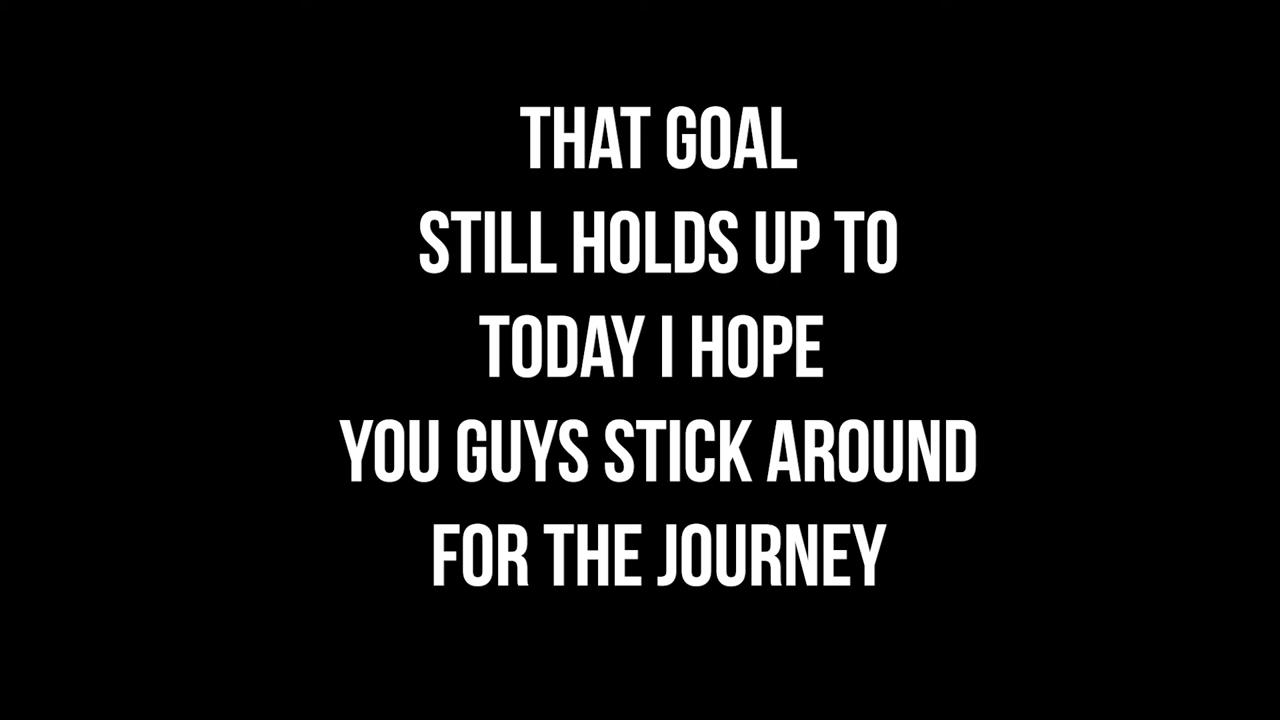 THAT GOAL
STILL HOLDS UP TO
TODAY I HOPE
YOU GUYS STICK AROUND
FOR THE JOURNEY